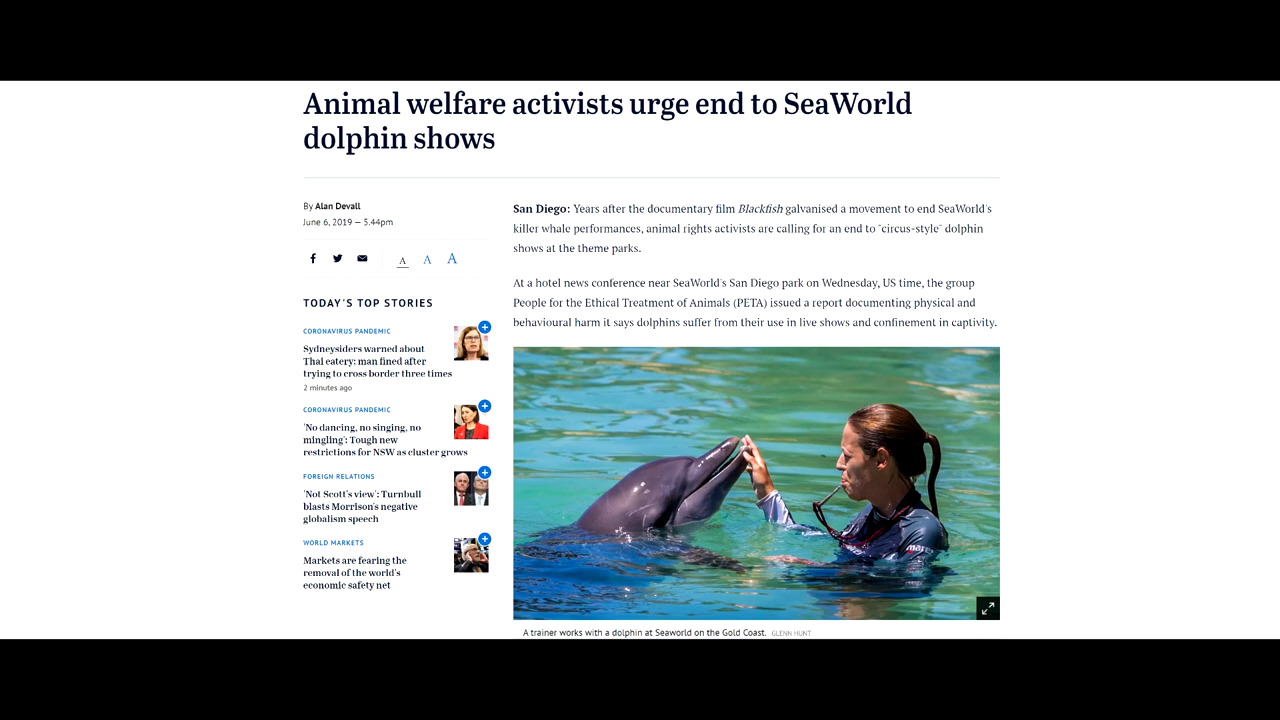 Animal welfare activists urge end to SeaWorld
dolphin shows
By Alan Devall
June 6, 2019 — 5.44pm
A A A
TODAY'S TOP STORIES
CORONAVIRUS PANDEMIC
Sydneysiders warned about
Thai eatery; man fined after
trying to cross border three times
2 minutes ago
CORONAVIRUS PANDEMIC
'No dancing, no singing, no
mingling': Tough new
restrictions for NSW as cluster grows
FOREIGN RELATIONS
'Not Scott's view': Turnbull
blasts Morrison's negative
globalism speech
WORLD MARKETS
Markets are fearing the
removal of the world's
economic safety net
San Diego: Years after the documentary film Blackfish galvanised a movement to end SeaWorld's
killer whale performances, animal rights activists are calling for an end to "circus-style" dolphin
shows at the theme parks.
At a hotel news conference near SeaWorld's San Diego park on Wednesday, US time, the group
People for the Ethical Treatment of Animals (PETA) issued a report documenting physical and
behavioural harm it says dolphins suffer from their use in live shows and confinement in captivity.
mares
A trainer works with a dolphin at Seaworld on the Gold Coast. GLENN HUNT